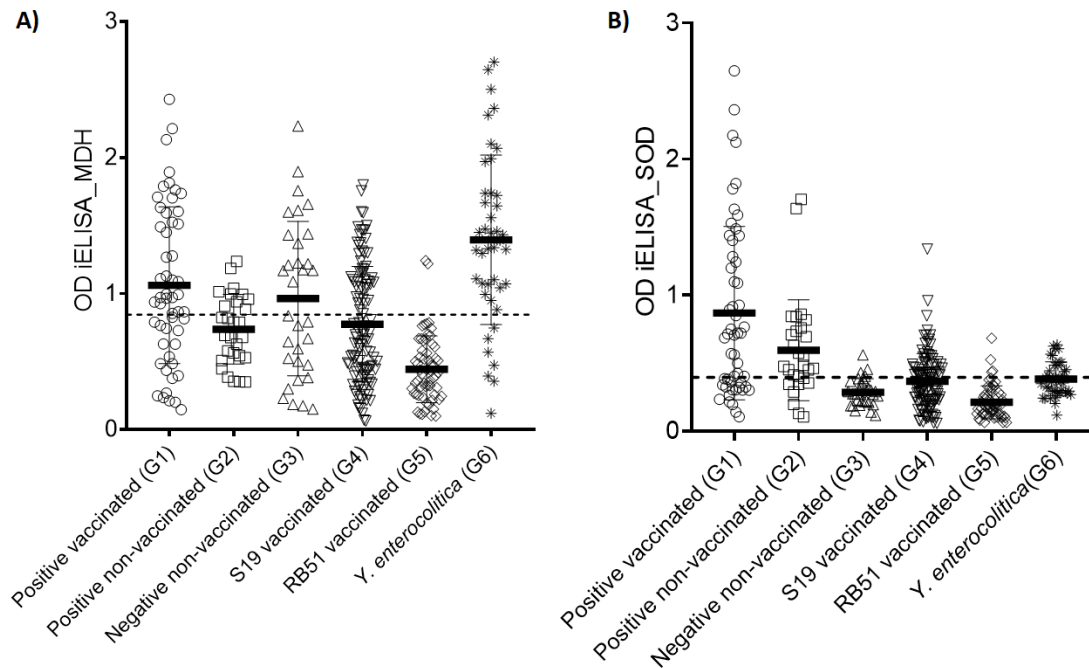 A)
3
2
1
0
OD iELISA_MDH
Positive vaccinated (G1)
Positive non-vaccinated (G2)
Negative non-vaccinated (G3)
S19 vaccinated (G4)
RB51 vaccinated (G5)
Y. enterocolitica (G6)
B)
3
2
1
0
OD iELISA_SOD
Positive vaccinated (G1)
Positive non-vaccinated (G2)
Negative non-vaccinated (G3)
S19 vaccinated (G4)
RB51 vaccinated (G5)
Y. enterocolitica(G6)